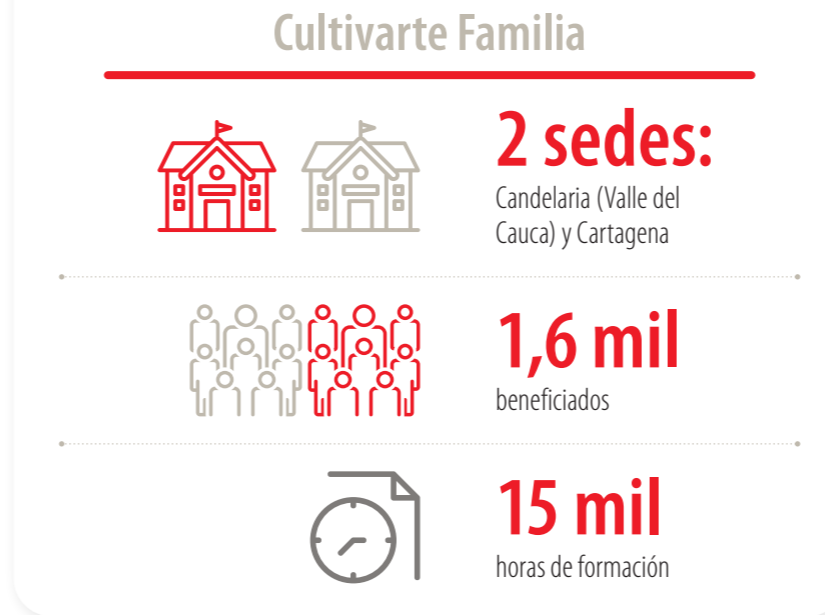 Cultivarte Familia
2 sedes:
Candelaria (Valle del
Cauca) y Cartagena
1,6 mil
beneficiados
15 mil
horas de formación